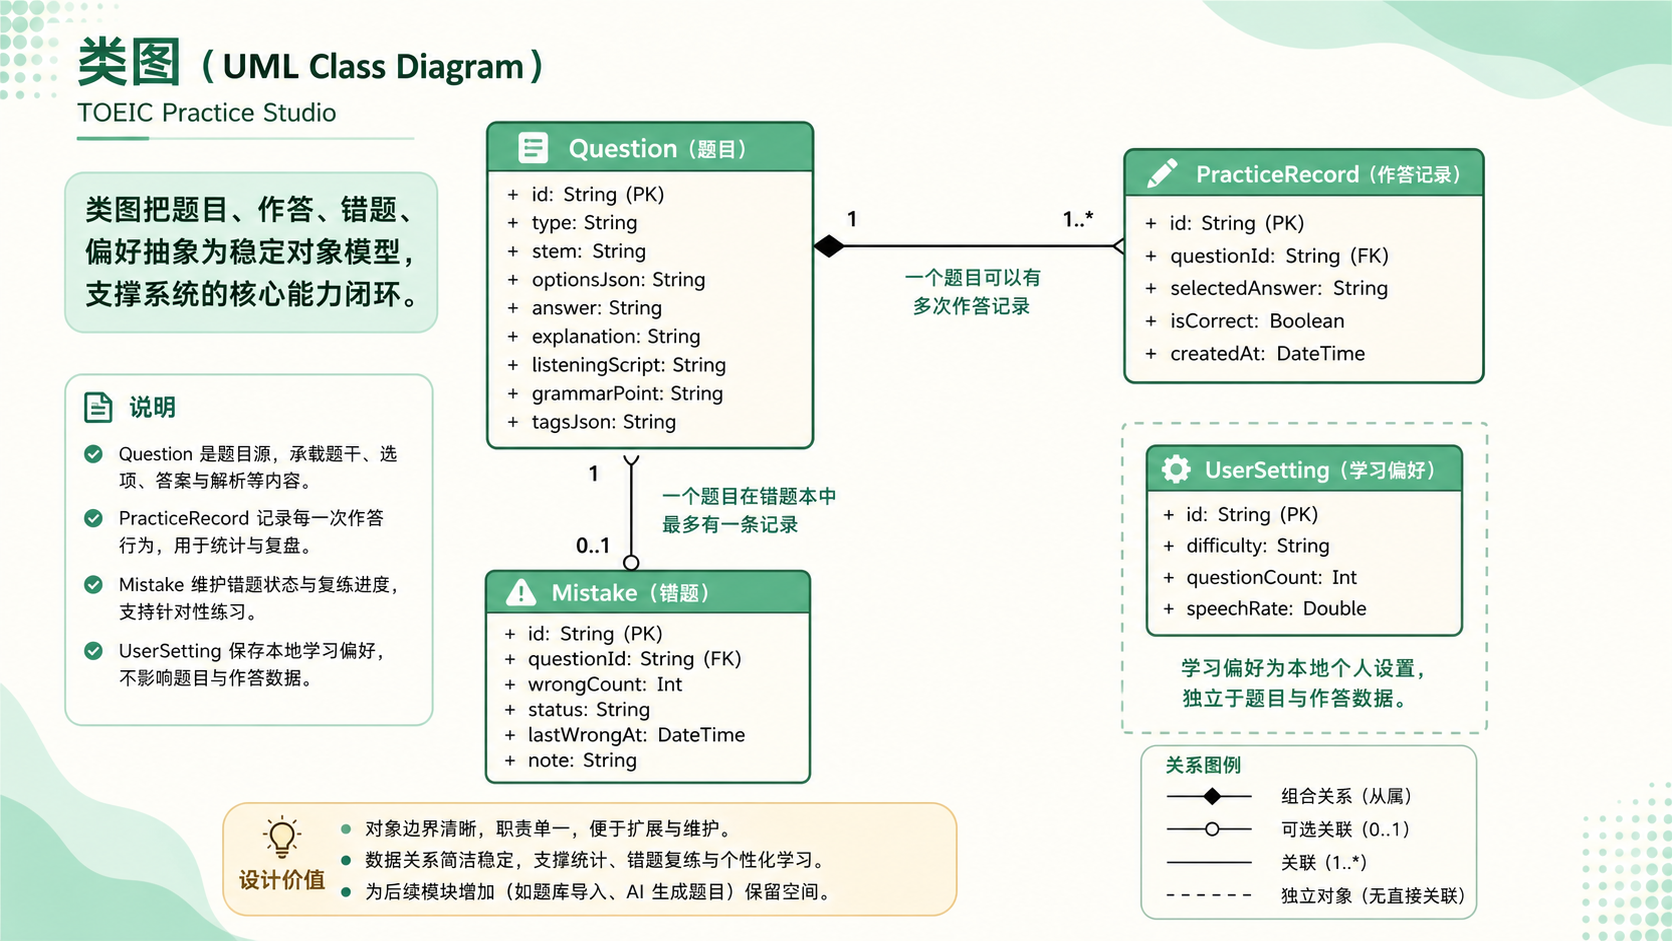 类图（UML Class Diagram）
TOEIC Practice Studio
类图把题目、作答、错题、
偏好抽象为稳定对象模型，
支撑系统的核心能力闭环。
说明
Question 是题目源，承载题干、选
项、答案与解析等内容。
PracticeRecord 记录每一次作答
行为，用于统计与复盘。
Mistake 维护错题状态与复练进度，
支持针对性练习。
UserSetting 保存本地学习偏好，
不影响题目与作答数据。
Question（题目）
+ id: String (PK)
+ type: String
+ stem: String
+ optionsJson: String
+ answer: String
+ explanation: String
+ listeningScript: String
+ grammarPoint: String
+ tagsJson: String
1
1..*
一个题目可以有
多次作答记录
PracticeRecord（作答记录）
+ id: String (PK)
+ questionId: String (FK)
+ selectedAnswer: String
+ isCorrect: Boolean
+ createdAt: DateTime
1
一个题目在错题本中
最多有一条记录
0..1
Mistake（错题）
+ id: String (PK)
+ questionId: String (FK)
+ wrongCount: Int
+ status: String
+ lastWrongAt: DateTime
+ note: String
UserSetting（学习偏好）
+ id: String (PK)
+ difficulty: String
+ questionCount: Int
+ speechRate: Double
学习偏好为本地个人设置，
独立于题目与作答数据。
关系图例
组合关系（从属）
可选关联（0..1）
关联（1..*）
独立对象（无直接关联）
设计价值
对象边界清晰，职责单一，便于扩展与维护。
数据关系简洁稳定，支撑统计、错题复练与个性化学习。
为后续模块增加（如题库导入、AI 生成题目）保留空间。